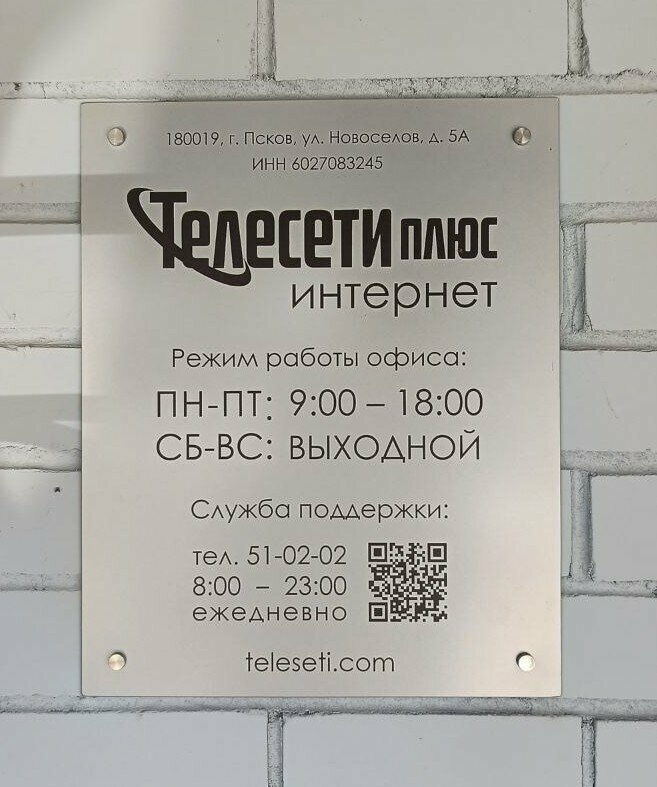 180019, г. Псков, ул. Новоселов, д. 5А
ИНН 6027083245
Телесети плюс
интернет
Режим работы офиса:
ПН-ПТ: 9:00 – 18:00
СБ-ВС: ВЫХОДНОЙ
Служба поддержки:
тел. 51-02-02
8:00 – 23:00
ежедневно
teleseti.com